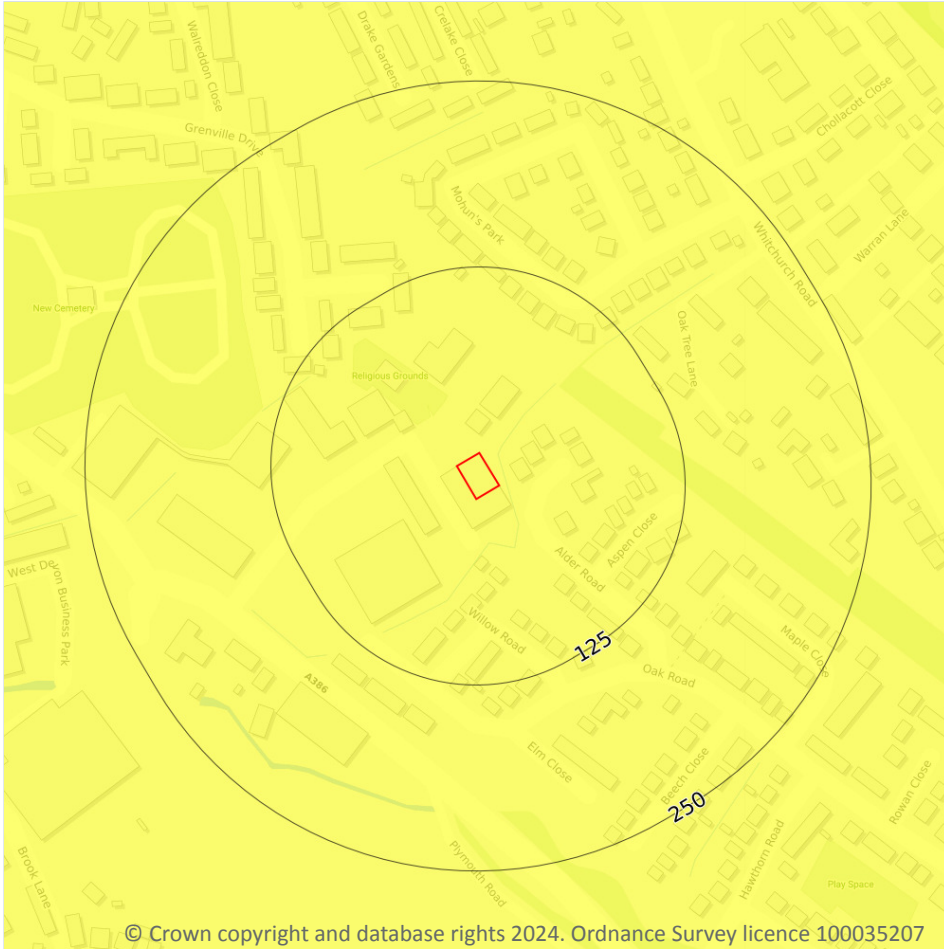 Drake Gardens
Crelake Close
Walreddon Close
Chollacott Close
Grenville Drive
Mohun's Park
Warran Lane
Whitchurch Road
New Cemetery
Oak Tree Lane
Religious Grounds
Aspen Close
Alder Road
West Devon Business Park
Willow Road
125
Maple Close
Oak Road
A386
Elm Close
Beech Close
Rowan Close
250
Hawthorn Road
Brook Lane
Plymouth Road
Play Space
© Crown copyright and database rights 2024. Ordnance Survey licence 100035207